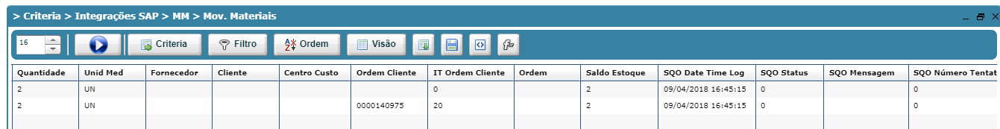 > Criteria > Integrações SAP > MM > Mov. Materiais
16 Criteria Filtro Ordem Visão
Quantidade Unid Med Fornecedor Cliente Centro Custo Ordem Cliente IT Ordem Cliente Ordem Saldo Estoque SQO Date Time Log SQO Status SQO Mensagem SQO Número Tentat
2 UN 0 2 09/04/2018 16:45:15 0 0
2 UN 0000140975 20 2 09/04/2018 16:45:15 0 0